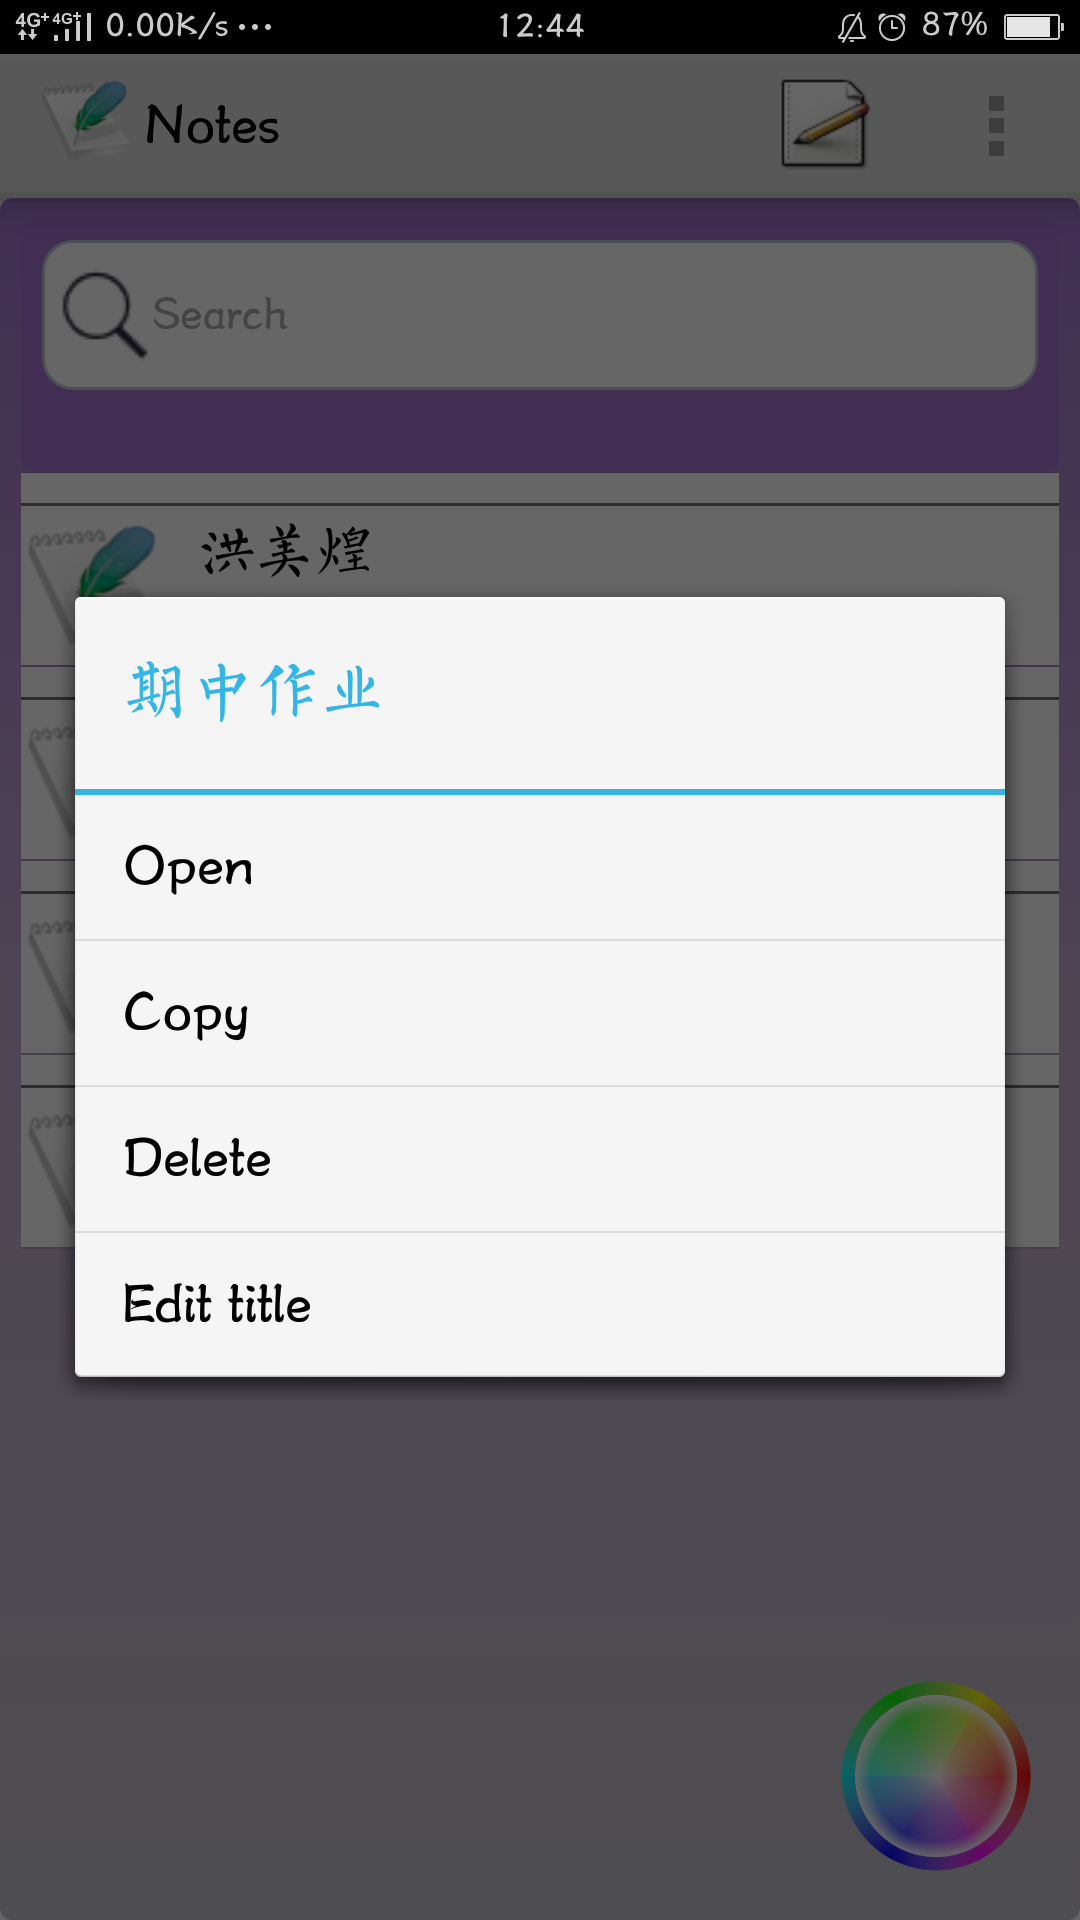 4G+ 4G+ 0.00K/s ... 12:44 87%
Notes
Search
洪美煌
期中作业
Open
Copy
Delete
Edit title